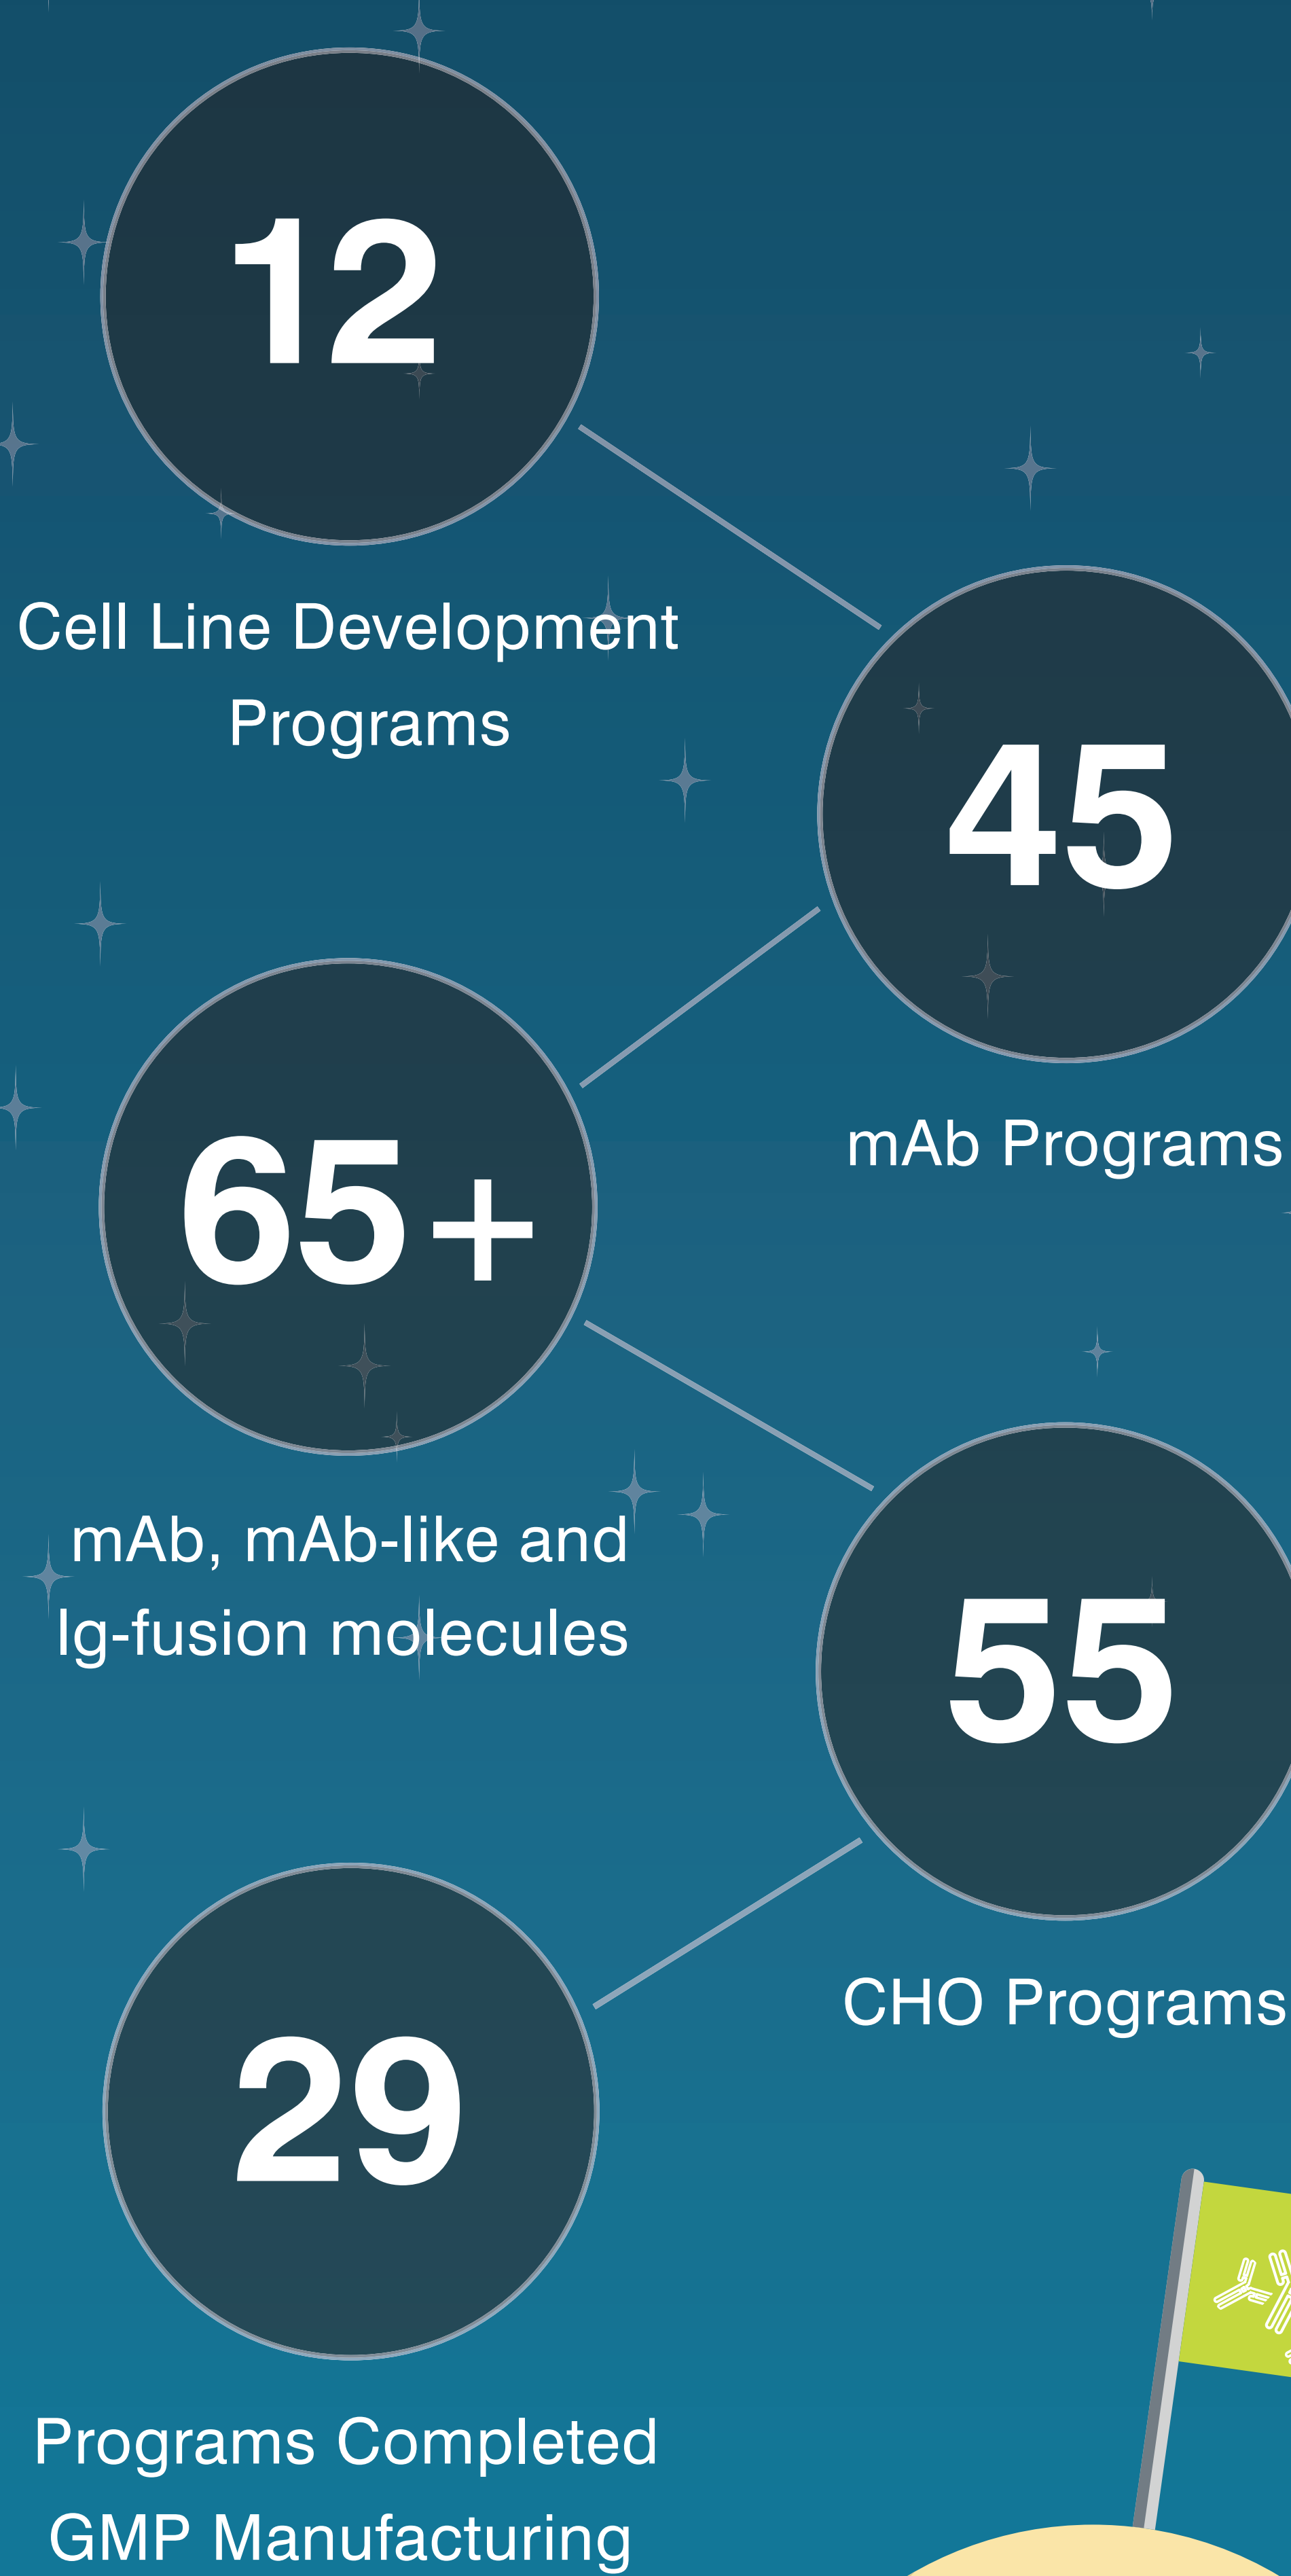 12
Cell Line Development
Programs
45
mAb Programs
65+
mAb, mAb-like and
Ig-fusion molecules
55
CHO Programs
29
Programs Completed
GMP Manufacturing